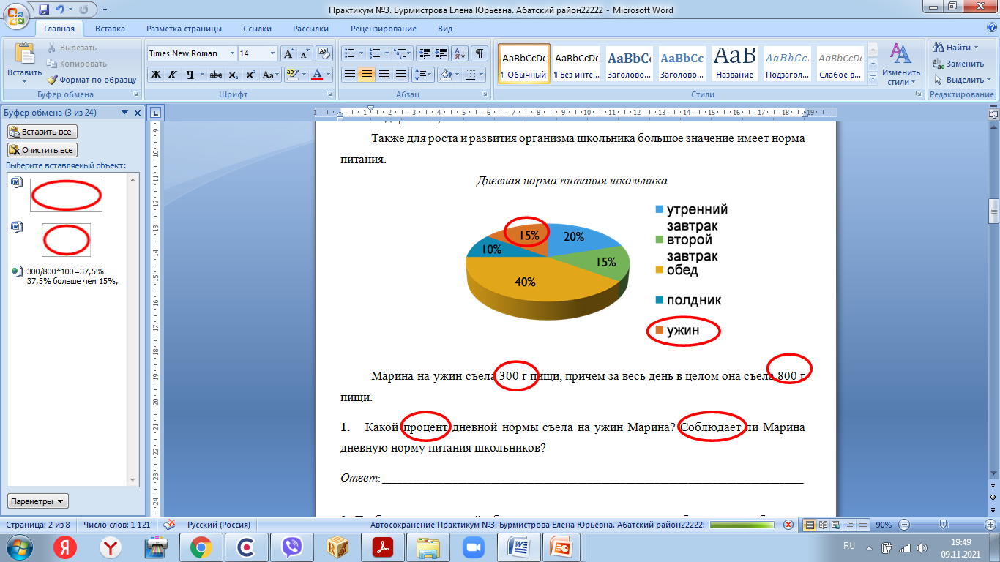 Практикум №3. Бурмистрова Елена Юрьевна. Абатский район22222 - Microsoft Word
Главная Вставка Разметка страницы Ссылки Рассылки Рецензирование Вид
Вставить
Вырезать
Копировать
Формат по образцу
Буфер обмена
Times New Roman 14
Ж К Ч abc x₂ x² Aa
Шрифт
Абзац
АаBbCcDc АаBbCcDc AaBbCc AaBbCc АаВ AaBbCc. AaBbCcDc
¶ Обычный ¶ Без инте... Заголово... Заголово... Название Подзагол... Слабое в...
Стили
Изменить стили
Найти
Заменить
Выделить
Редактирование
Буфер обмена (3 из 24)
Вставить все
Очистить все
Выберите вставляемый объект:
300/800*100=37,5%.
37,5% больше чем 15%,
Параметры
Также для роста и развития организма школьника большое значение имеет норма
питания.
Дневная норма питания школьника
15% 20%
10% 15%
40%
утренний
завтрак
второй
завтрак
обед
полдник
ужин
Марина на ужин съела 300 г пищи, причем за весь день в целом она съела 800 г
пищи.
1. Какой процент дневной нормы съела на ужин Марина? Соблюдает ли Марина
дневную норму питания школьников?
Ответ:
Страница: 2 из 8 Число слов: 1 121 Русский (Россия) Автосохранение Практикум №3. Бурмистрова Елена Юрьевна. Абатский район22222: 90%
RU
19:49
09.11.2021